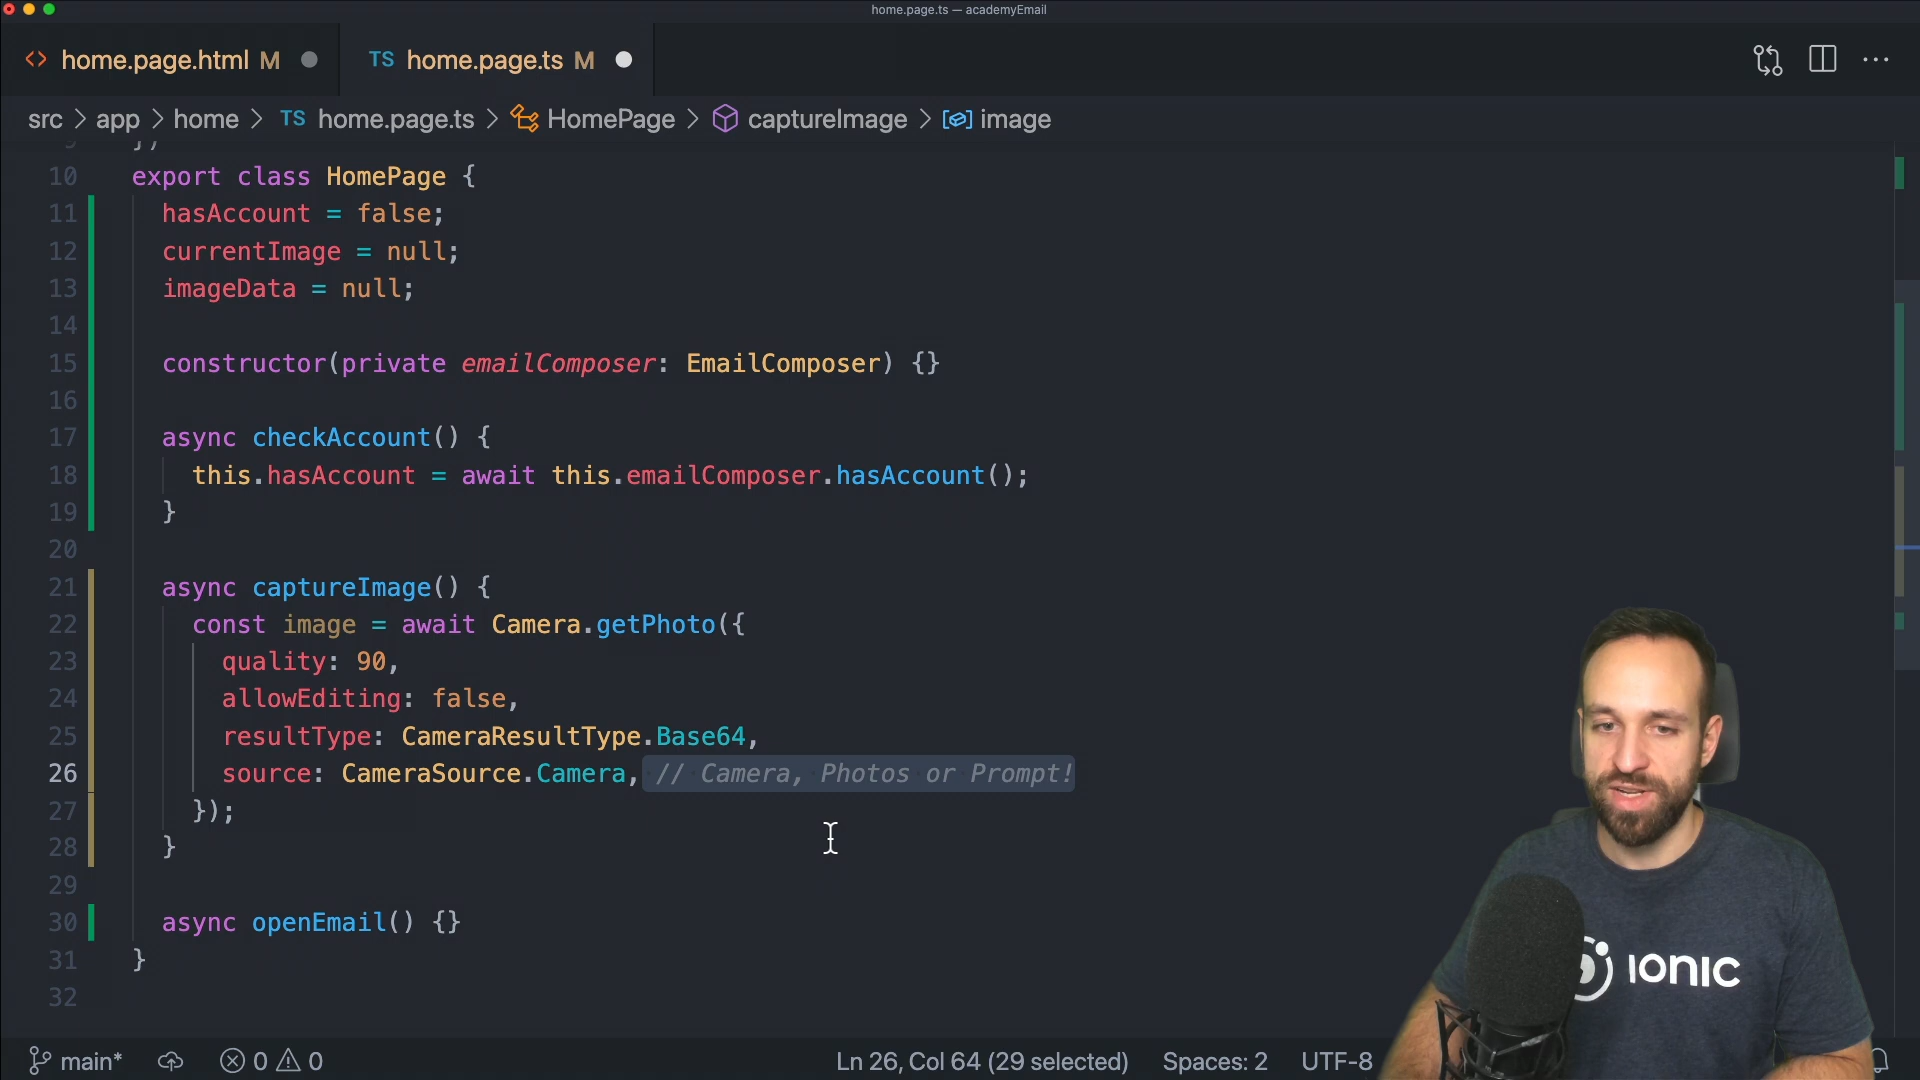 home.page.ts — academyEmail
<> home.page.html M TS home.page.ts M
src > app > home > TS home.page.ts > HomePage > captureImage > image
10 export class HomePage {
11 hasAccount = false;
12 currentImage = null;
13 imageData = null;
14
15 constructor(private emailComposer: EmailComposer) {}
16
17 async checkAccount() {
18 this.hasAccount = await this.emailComposer.hasAccount();
19 }
20
21 async captureImage() {
22 const image = await Camera.getPhoto({
23 quality: 90,
24 allowEditing: false,
25 resultType: CameraResultType.Base64,
26 source: CameraSource.Camera, // Camera, Photos or Prompt!
27 });
28 }
29
30 async openEmail() {}
31 }
32
IONIC
main* 0 0 Ln 26, Col 64 (29 selected) Spaces: 2 UTF-8